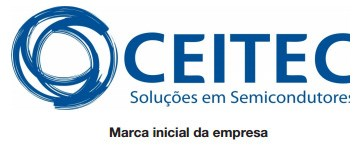 CEITEC
Soluções em Semicondutores
Marca inicial da empresa